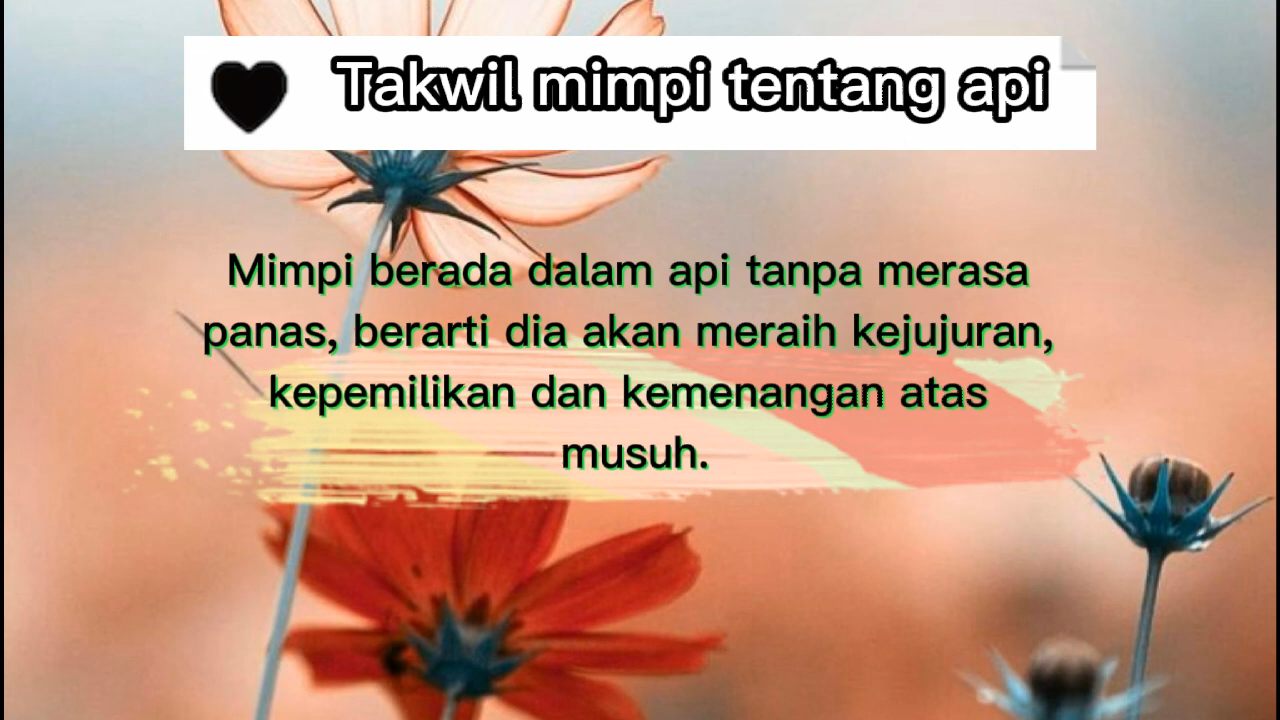 Takwil mimpi tentang api
Mimpi berada dalam api tanpa merasa
panas, berarti dia akan meraih kejujuran,
kepemilikan dan kemenangan atas
musuh.